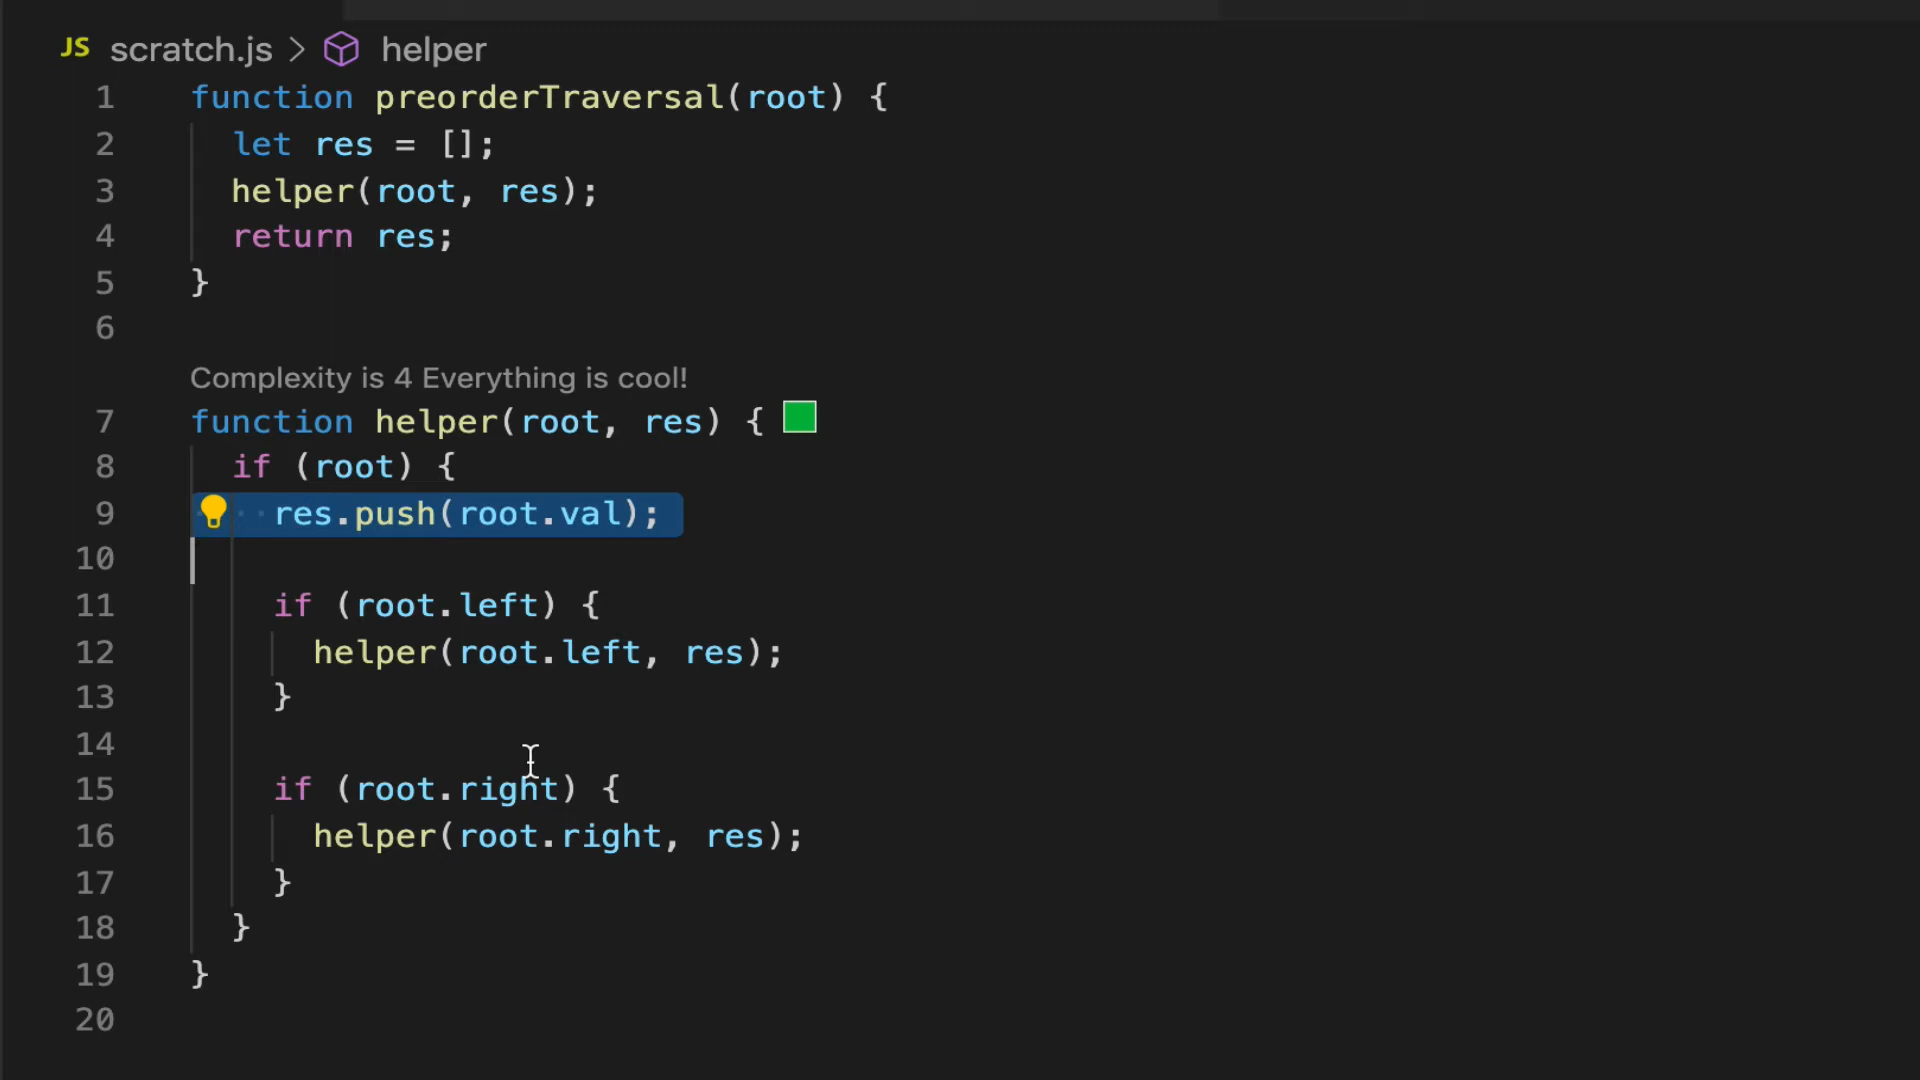 JS scratch.js > helper
1 function preorderTraversal(root) {
2 let res = [];
3 helper(root, res);
4 return res;
5 }
6
Complexity is 4 Everything is cool!
7 function helper(root, res) {
8 if (root) {
9 res.push(root.val);
10
11 if (root.left) {
12 helper(root.left, res);
13 }
14
15 if (root.right) {
16 helper(root.right, res);
17 }
18 }
19 }
20